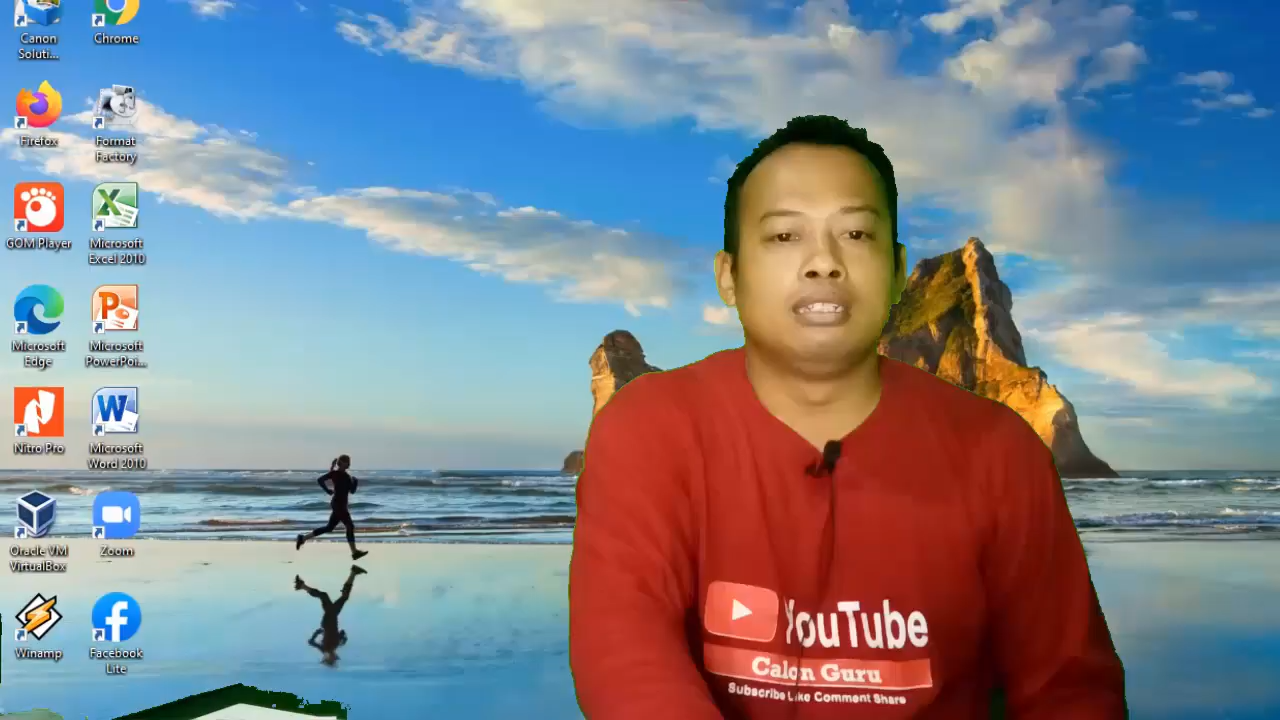 Canon
Soluti...
Chrome
Firefox
Format
Factory
GOM Player
Microsoft
Excel 2010
Microsoft
Edge
Microsoft
PowerPoi...
Nitro Pro
Microsoft
Word 2010
Oracle VM
VirtualBox
Zoom
Winamp
Facebook
Lite
YouTube
Calon Guru
Subscribe Like Comment Share